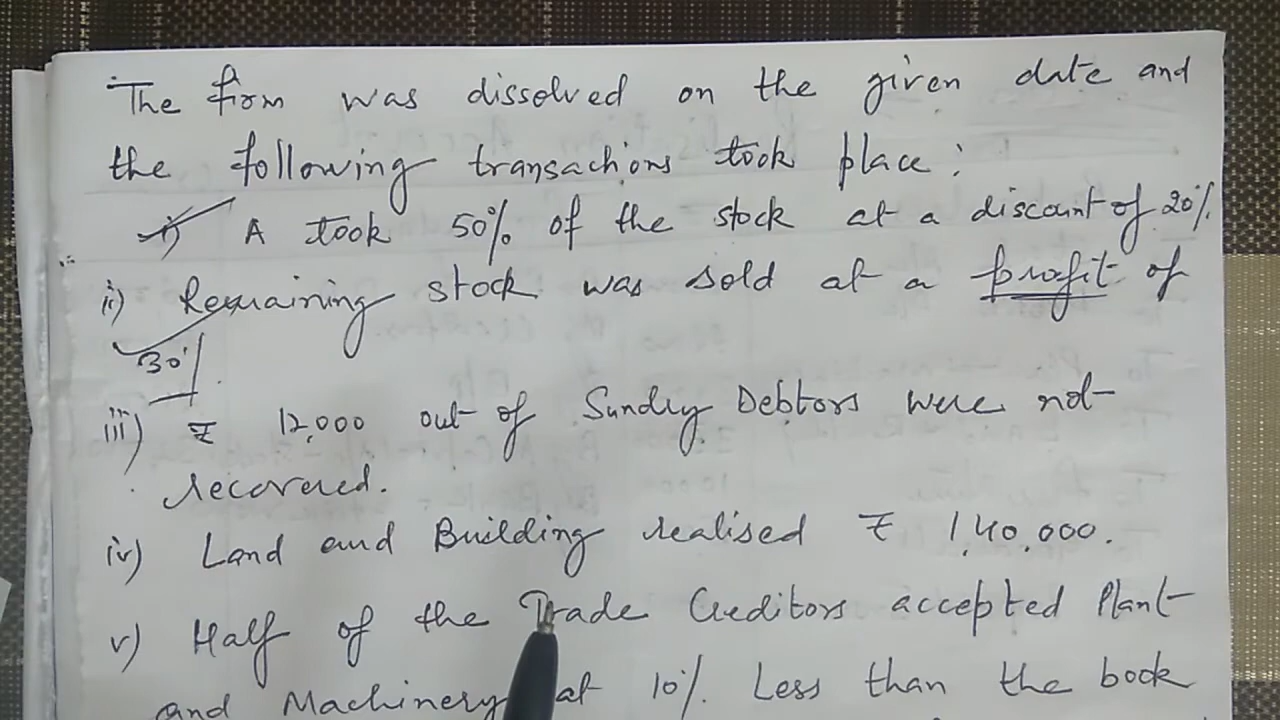 The firm was dissolved on the given date and
the following transactions took place:
i) A took 50% of the stock at a discount of 20%.
ii) Remaining stock was sold at a profit of
30%.
iii) ₹ 12,000 out of Sundry Debtors were not
recovered.
iv) Land and Building realised ₹ 1,40,000.
v) Half of the Trade Creditors accepted Plant
and Machinery at 10% Less than the book